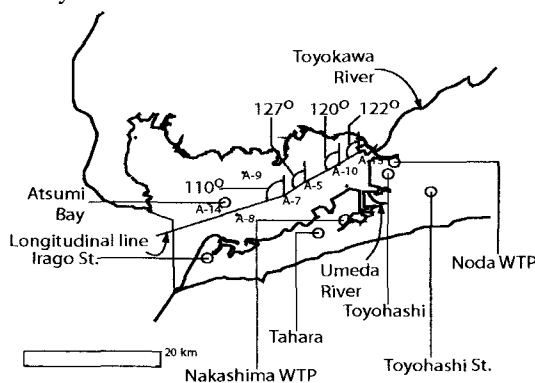 Toyokawa
River
127°
120°
122°
A-13
A-10
A-5
A-9
110°
A-7
Atsumi
Bay
A-14
A-8
Longitudinal line
Irago St.
Umeda
River
Noda WTP
Toyohashi
Tahara
20 km
Nakashima WTP
Toyohashi St.